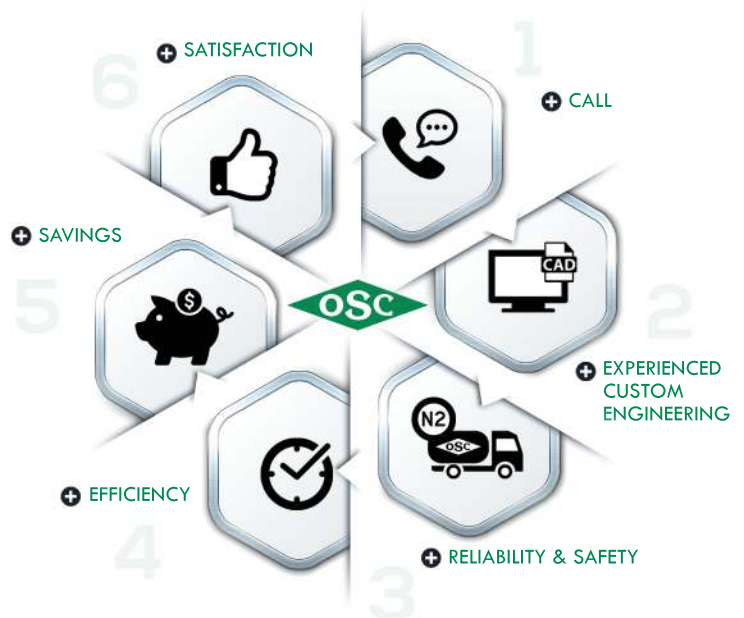 1
CALL
2
CAD
EXPERIENCED
CUSTOM
ENGINEERING
3
N2
OSC
RELIABILITY & SAFETY
4
EFFICIENCY
5
$
SAVINGS
6
SATISFACTION
OSC